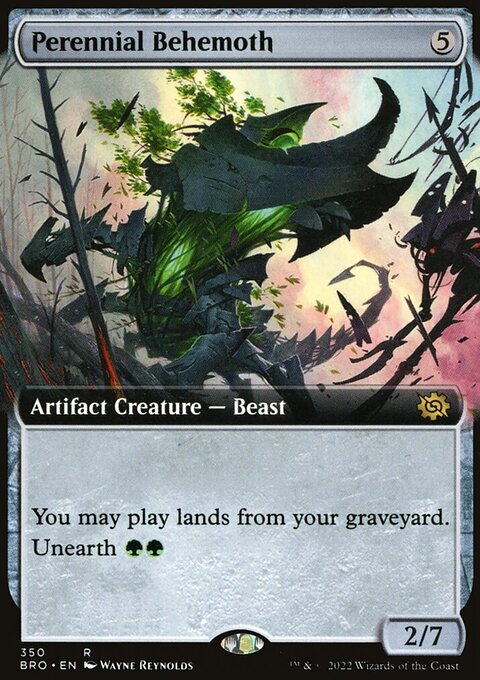 Perennial Behemoth 5
Artifact Creature — Beast
You may play lands from your graveyard.
Unearth
2/7
350 R
BRO • EN WAYNE REYNOLDS
™ & © 2022 Wizards of the Coast